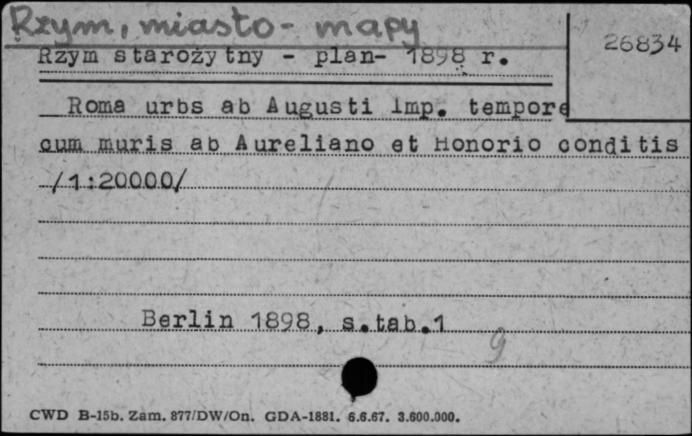 Rzym, miasto - mapy
26834
Rzym starożytny - plan- 1898 r.
Roma urbs ab Augusti Imp. tempore
cum muris ab Aureliano et Honorio conditis
/1:20000/
Berlin 1898, s.tab.1
9
CWD B-15b. Zam. 877/DW/On. GDA-1881. 6.6.67. 3.600.000.